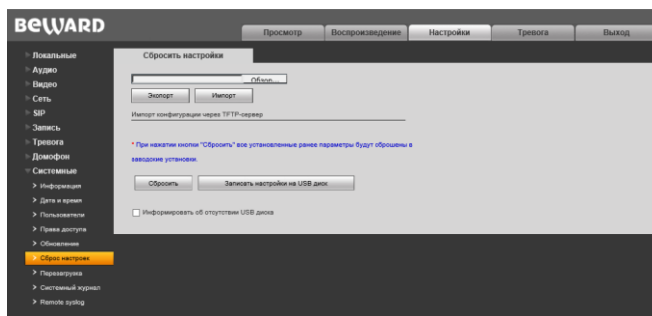 BEWARD
Просмотр
Воспроизведение
Настройки
Тревога
Выход
Локальные
Аудио
Видео
Сеть
SIP
Запись
Тревога
Домофон
Системные
Информация
Дата и время
Пользователи
Права доступа
Обновление
Сброс настроек
Перезагрузка
Системный журнал
Remote syslog
Сбросить настройки
Обзор...
Экспорт
Импорт
Импорт конфигурации через TFTP-сервер
* При нажатии кнопки "Сбросить" все установленные ранее параметры будут сброшены в
заводские установки.
Сбросить
Записать настройки на USB диск
Информировать об отсутствии USB диска